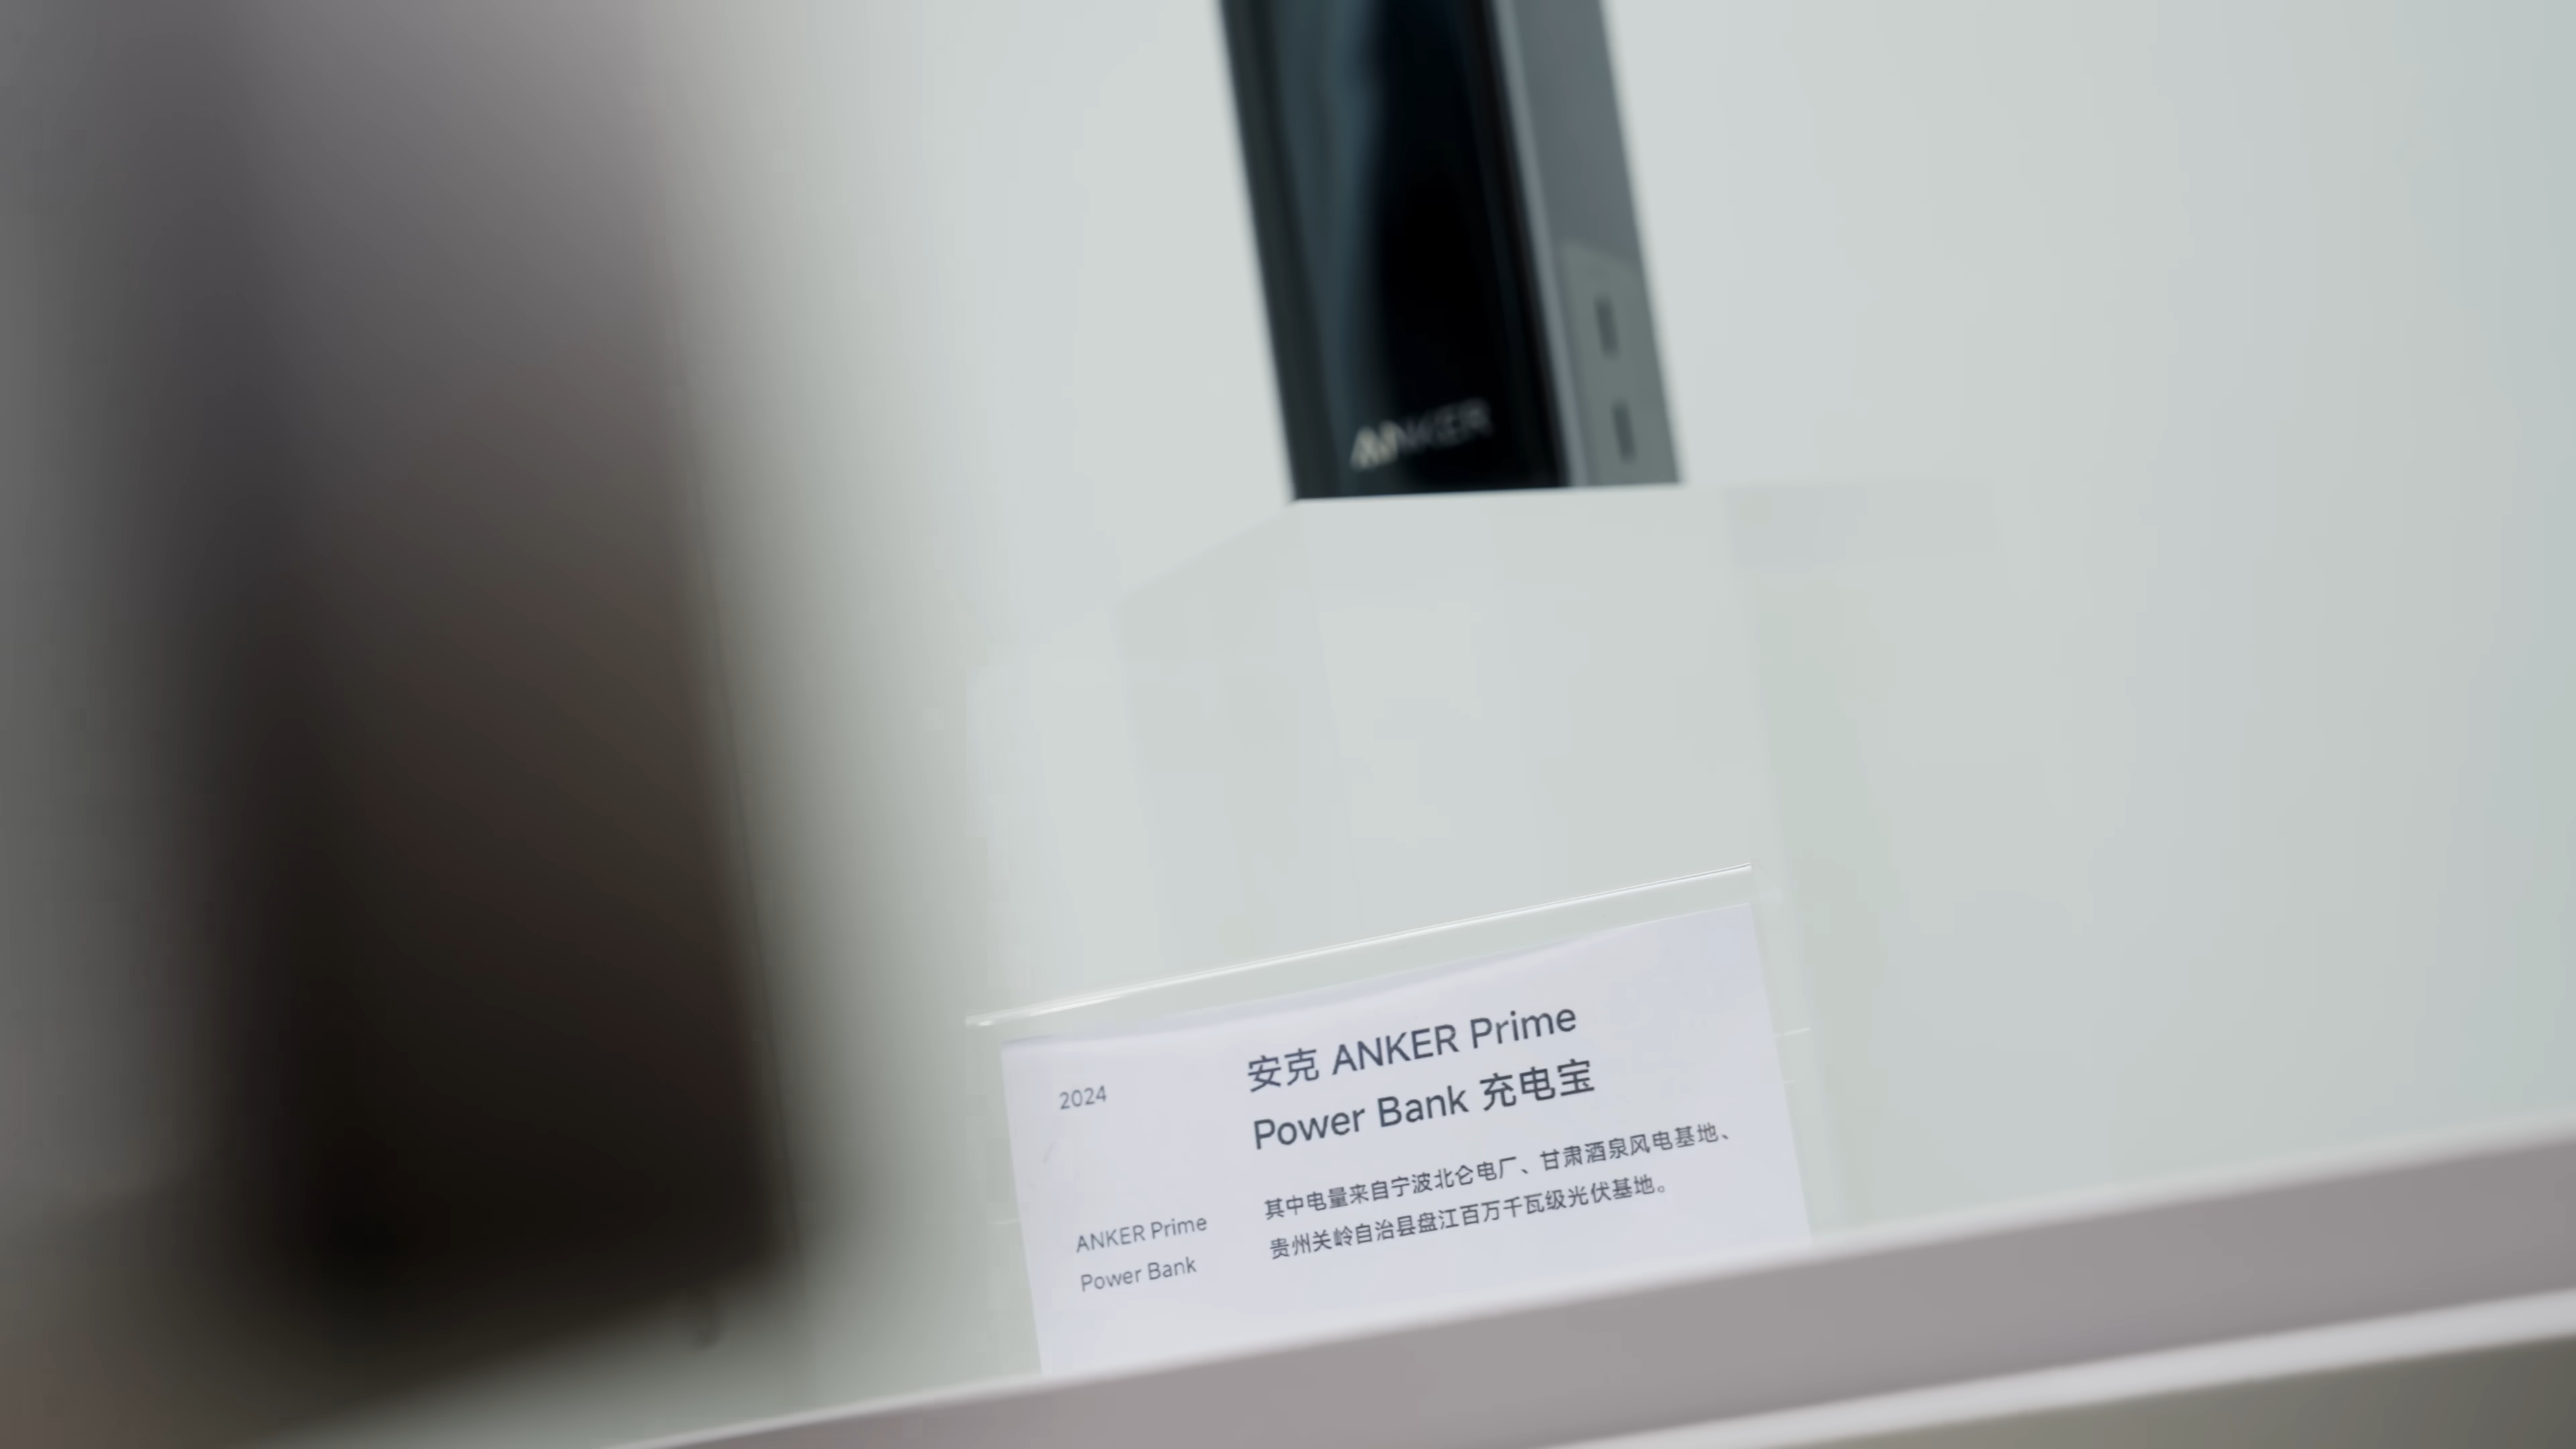 ANKER
2024
安克 ANKER Prime
Power Bank 充电宝
其中电量来自宁波北仑电厂、甘肃酒泉风电基地、
贵州关岭自治县盘江百万千瓦级光伏基地。
ANKER Prime
Power Bank